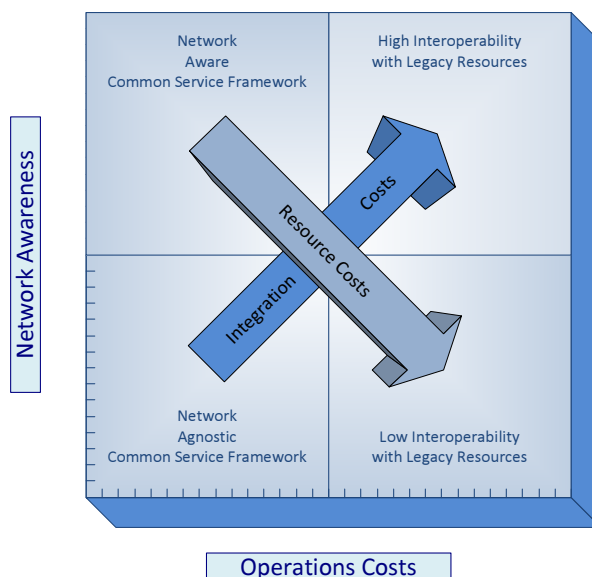 Network
Aware
Common Service Framework
High Interoperability
with Legacy Resources
Network Awareness
Costs
Resource Costs
Integration
Network
Agnostic
Common Service Framework
Low Interoperability
with Legacy Resources
Operations Costs